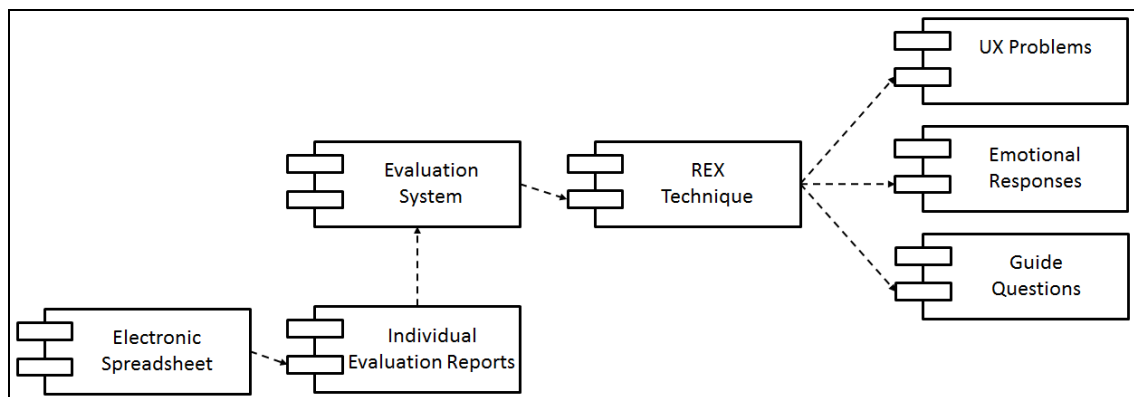 UX Problems
Evaluation
System
REX
Technique
Emotional
Responses
Guide
Questions
Electronic
Spreadsheet
Individual
Evaluation Reports